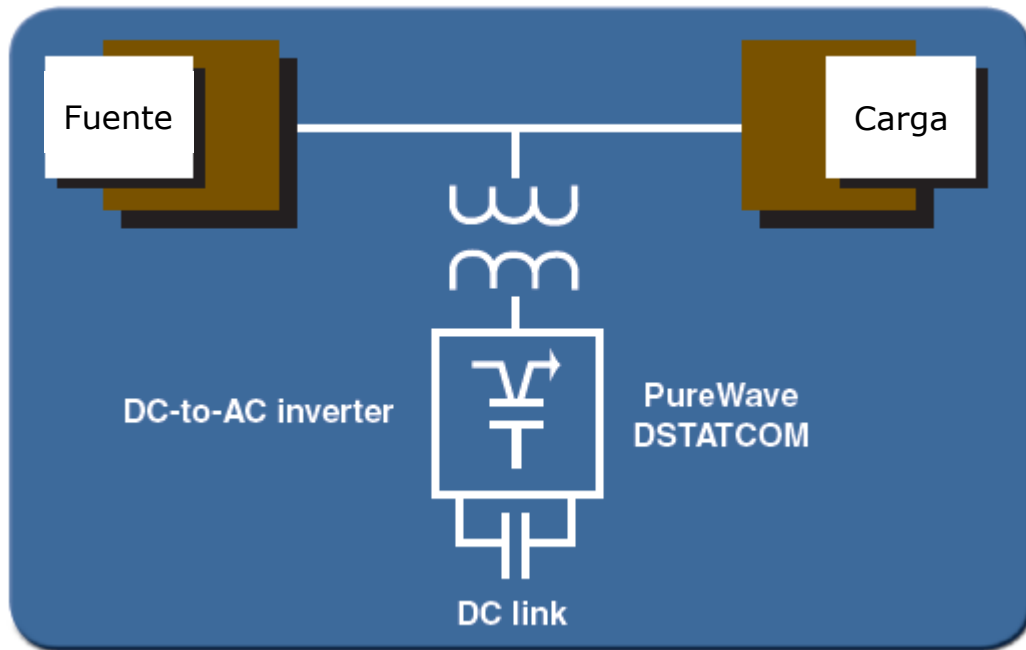 Fuente
Carga
DC-to-AC inverter
PureWave
DSTATCOM
DC link